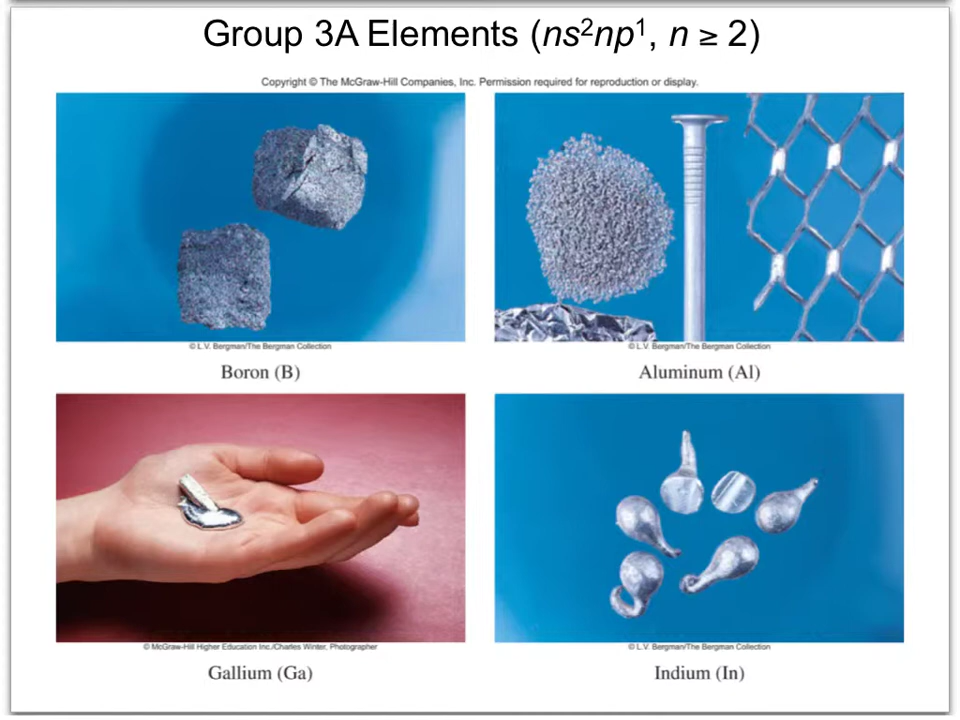 Group 3A Elements (ns²np¹, n ≥ 2)
Copyright © The McGraw-Hill Companies, Inc. Permission required for reproduction or display.
© L.V. Bergman/The Bergman Collection
© L.V. Bergman/The Bergman Collection
Boron (B)
Aluminum (Al)
© McGraw-Hill Higher Education Inc./Charles Winter, Photographer
© L.V. Bergman/The Bergman Collection
Gallium (Ga)
Indium (In)